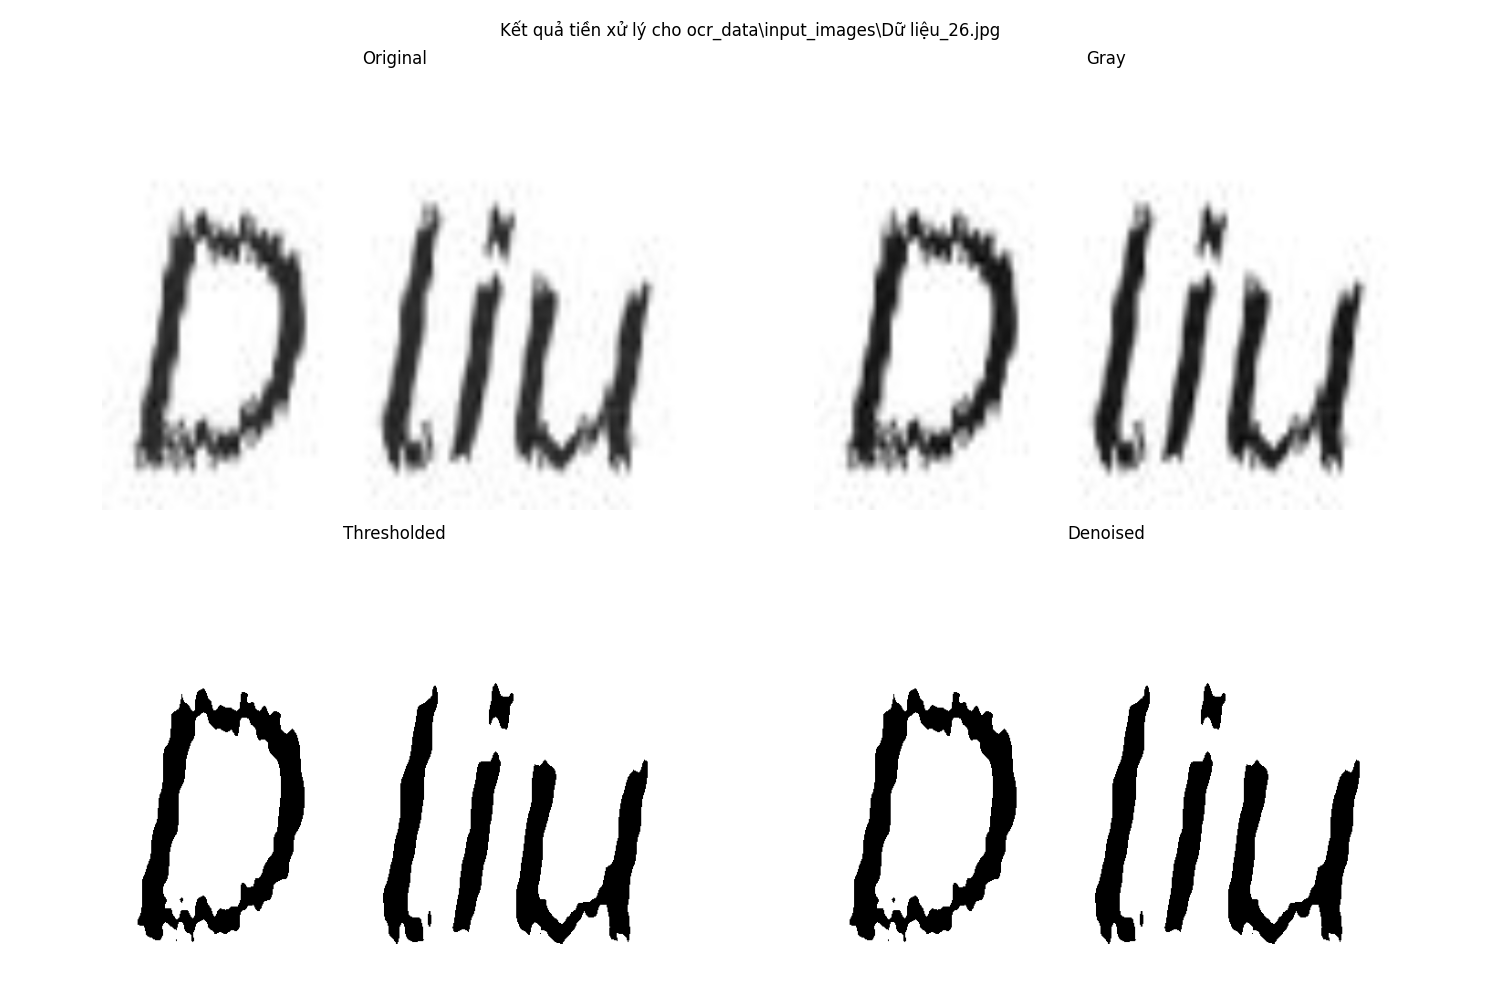 Kết quả tiền xử lý cho ocr_data\input_images\Dữ liệu_26.jpg
Original
Gray
D liu
D liu
Thresholded
Denoised
D liu
D liu